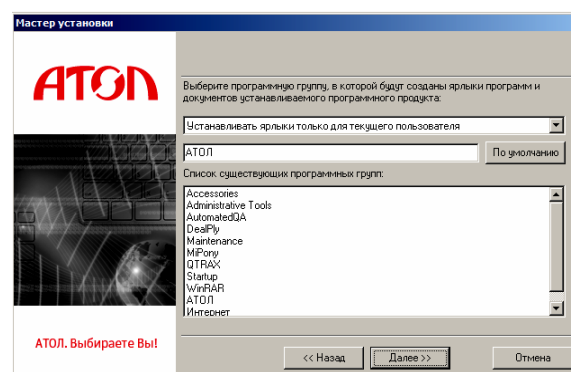 Мастер установки
АТОЛ
Выберите программную группу, в которой будут созданы ярлыки программ и
документов устанавливаемого программного продукта:
Устанавливать ярлыки только для текущего пользователя
АТОЛ
По умолчанию
Список существующих программных групп:
Accessories
Administrative Tools
AutomatedQA
DealPly
Maintenance
MiPony
QTRAX
Startup
WinRAR
АТОЛ
Интернет
АТОЛ. Выбираете Вы!
<< Назад
Далее >>
Отмена